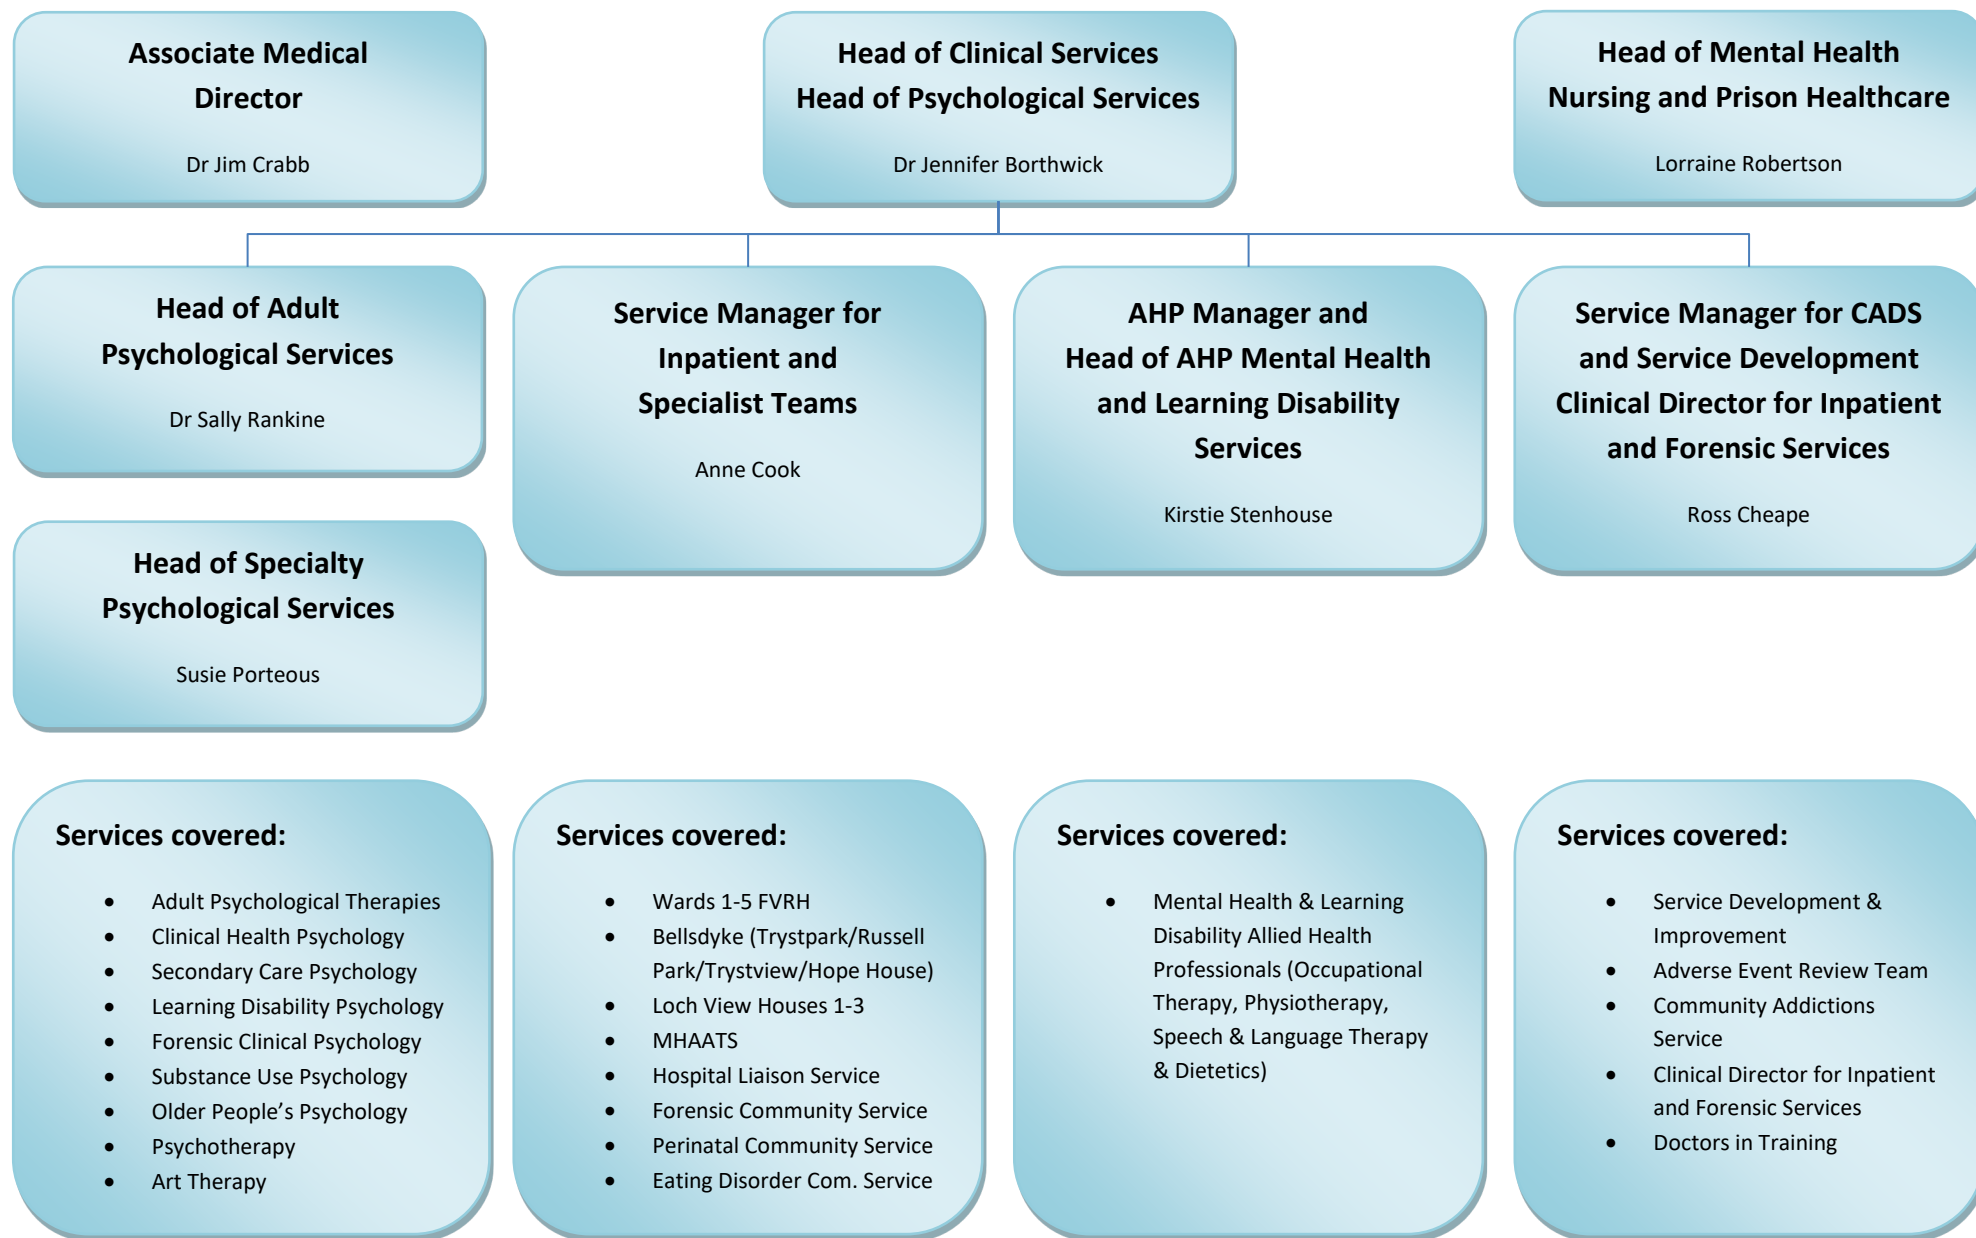 Associate Medical
Director
Dr Jim Crabb
Head of Clinical Services
Head of Psychological Services
Dr Jennifer Borthwick
Head of Mental Health
Nursing and Prison Healthcare
Lorraine Robertson
Head of Adult
Psychological Services
Dr Sally Rankine
Service Manager for
Inpatient and
Specialist Teams
Anne Cook
AHP Manager and
Head of AHP Mental Health
and Learning Disability
Services
Kirstie Stenhouse
Service Manager for CADS
and Service Development
Clinical Director for Inpatient
and Forensic Services
Ross Cheape
Head of Specialty
Psychological Services
Susie Porteous
Services covered:
• Adult Psychological Therapies
• Clinical Health Psychology
• Secondary Care Psychology
• Learning Disability Psychology
• Forensic Clinical Psychology
• Substance Use Psychology
• Older People’s Psychology
• Psychotherapy
• Art Therapy
Services covered:
• Wards 1-5 FVRH
• Bellsdyke (Trystpark/Russell
Park/Trystview/Hope House)
• Loch View Houses 1-3
• MHAATS
• Hospital Liaison Service
• Forensic Community Service
• Perinatal Community Service
• Eating Disorder Com. Service
Services covered:
• Mental Health & Learning
Disability Allied Health
Professionals (Occupational
Therapy, Physiotherapy,
Speech & Language Therapy
& Dietetics)
Services covered:
• Service Development &
Improvement
• Adverse Event Review Team
• Community Addictions
Service
• Clinical Director for Inpatient
and Forensic Services
• Doctors in Training